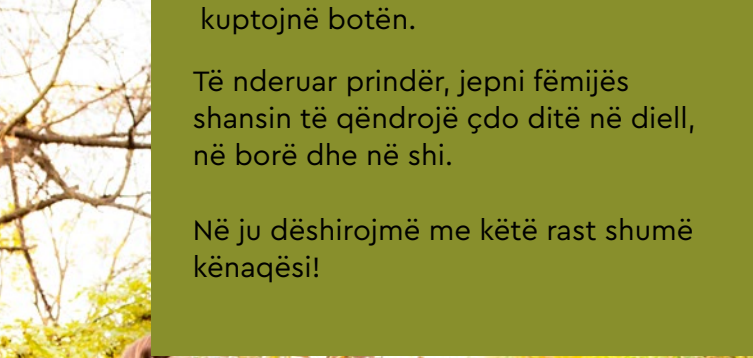 kuptojnë botën.
Të nderuar prindër, jepni fëmijës
shansin të qëndrojë çdo ditë në diell,
në borë dhe në shi.
Në ju dëshirojmë me këtë rast shumë
kënaqësi!